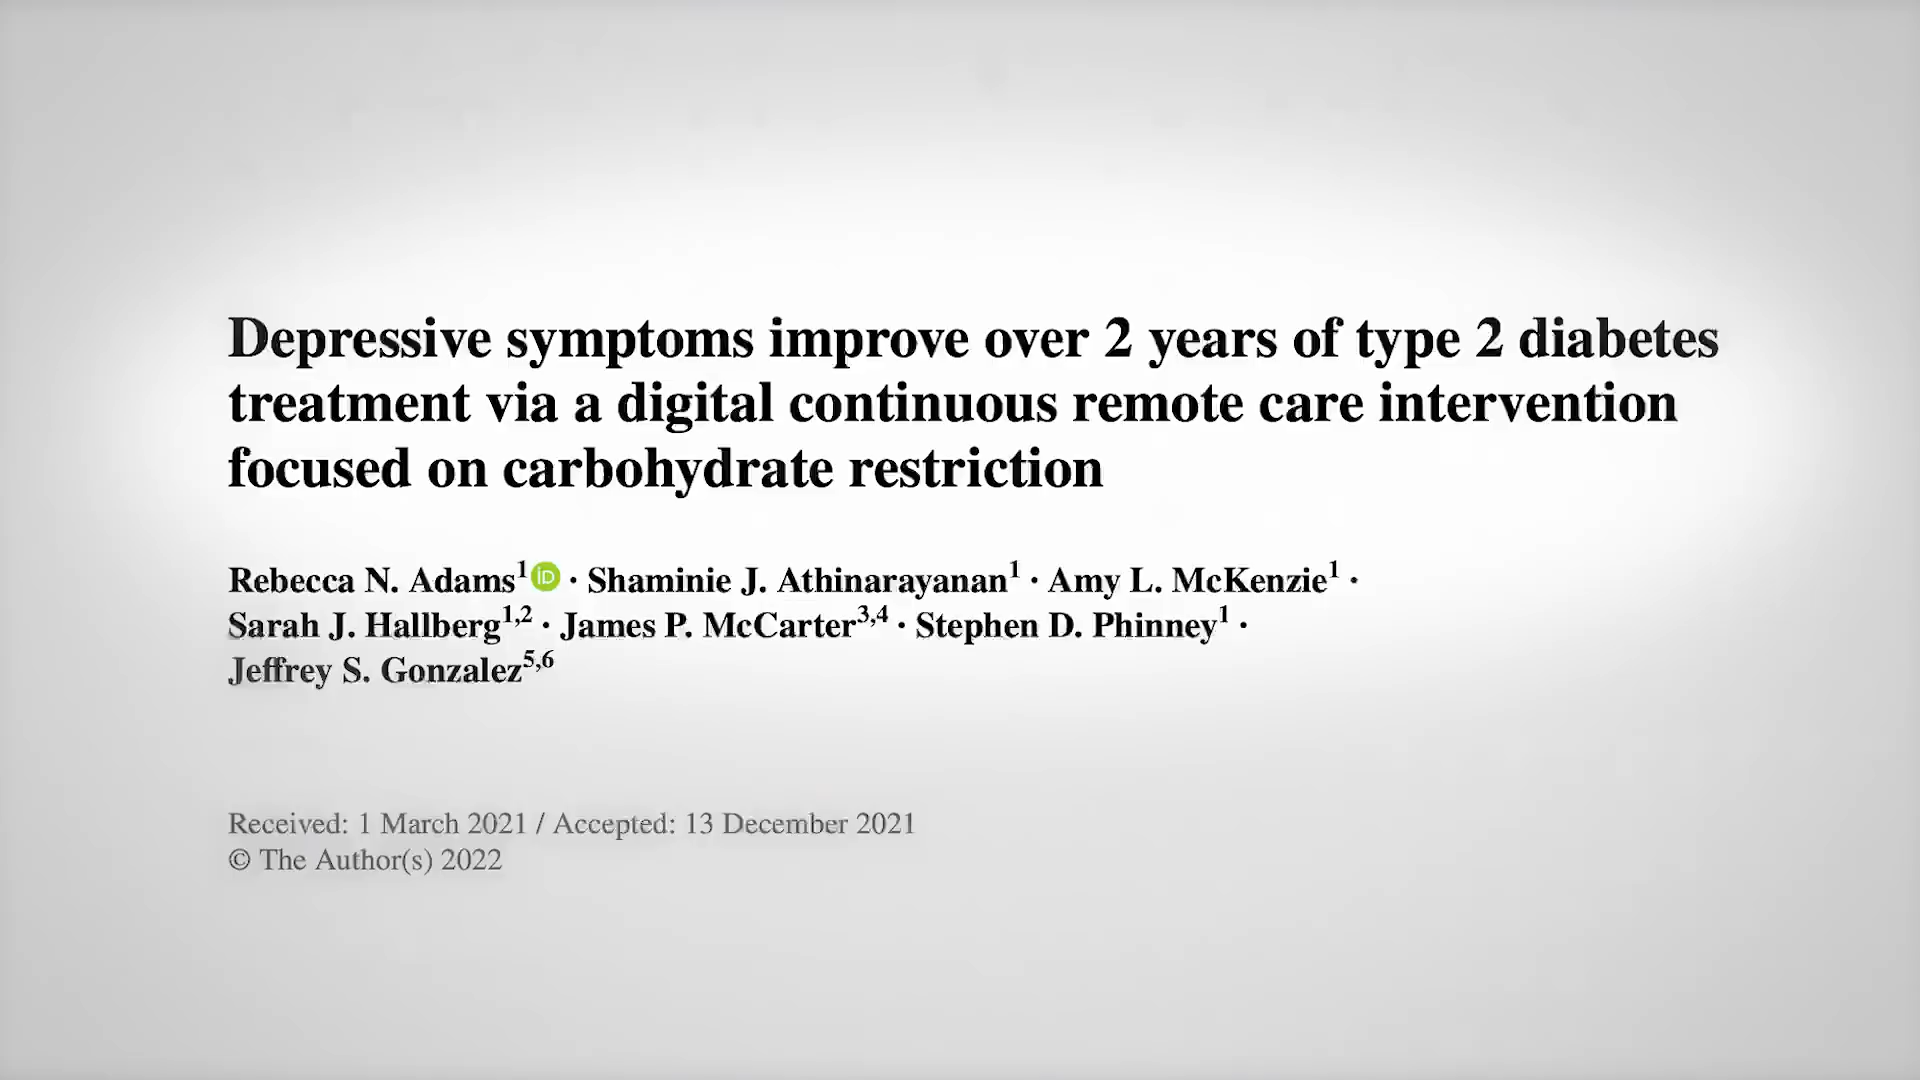 Depressive symptoms improve over 2 years of type 2 diabetes
treatment via a digital continuous remote care intervention
focused on carbohydrate restriction
Rebecca N. Adams1 iD · Shaminie J. Athinarayanan1 · Amy L. McKenzie1 ·
Sarah J. Hallberg1,2 · James P. McCarter3,4 · Stephen D. Phinney1 ·
Jeffrey S. Gonzalez5,6
Received: 1 March 2021 / Accepted: 13 December 2021
© The Author(s) 2022